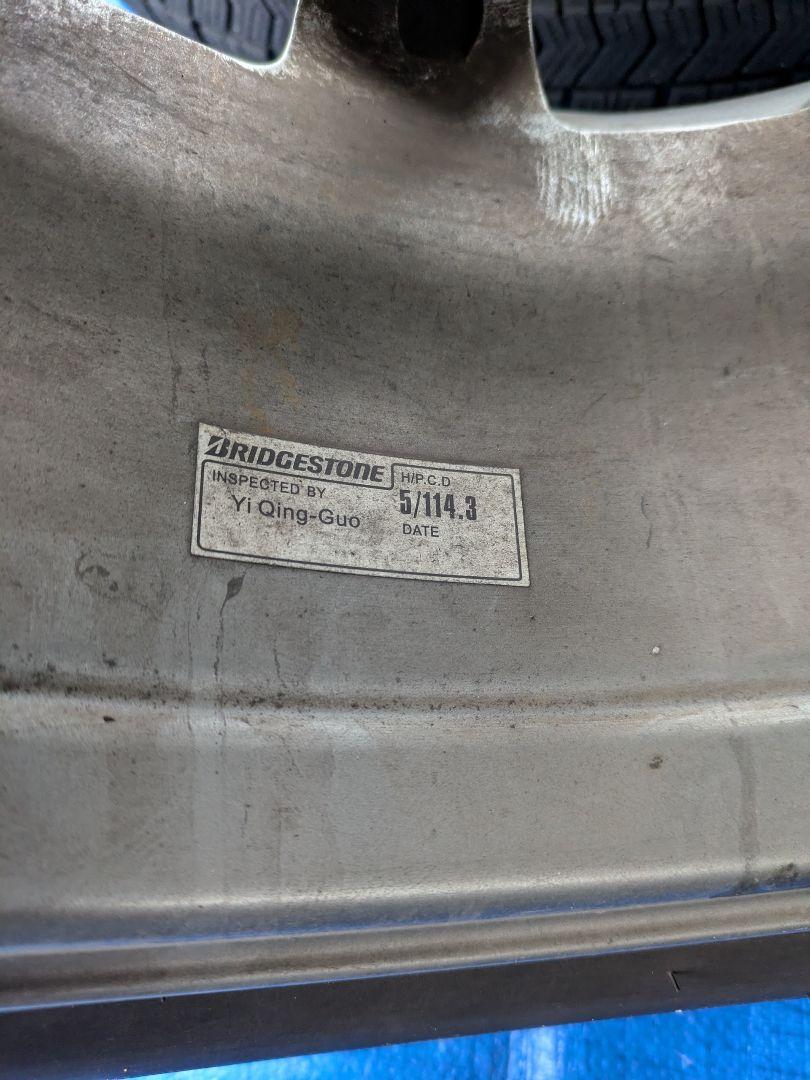 BRIDGESTONE
H/P.C.D
INSPECTED BY
5/114.3
Yi Qing-Guo
DATE